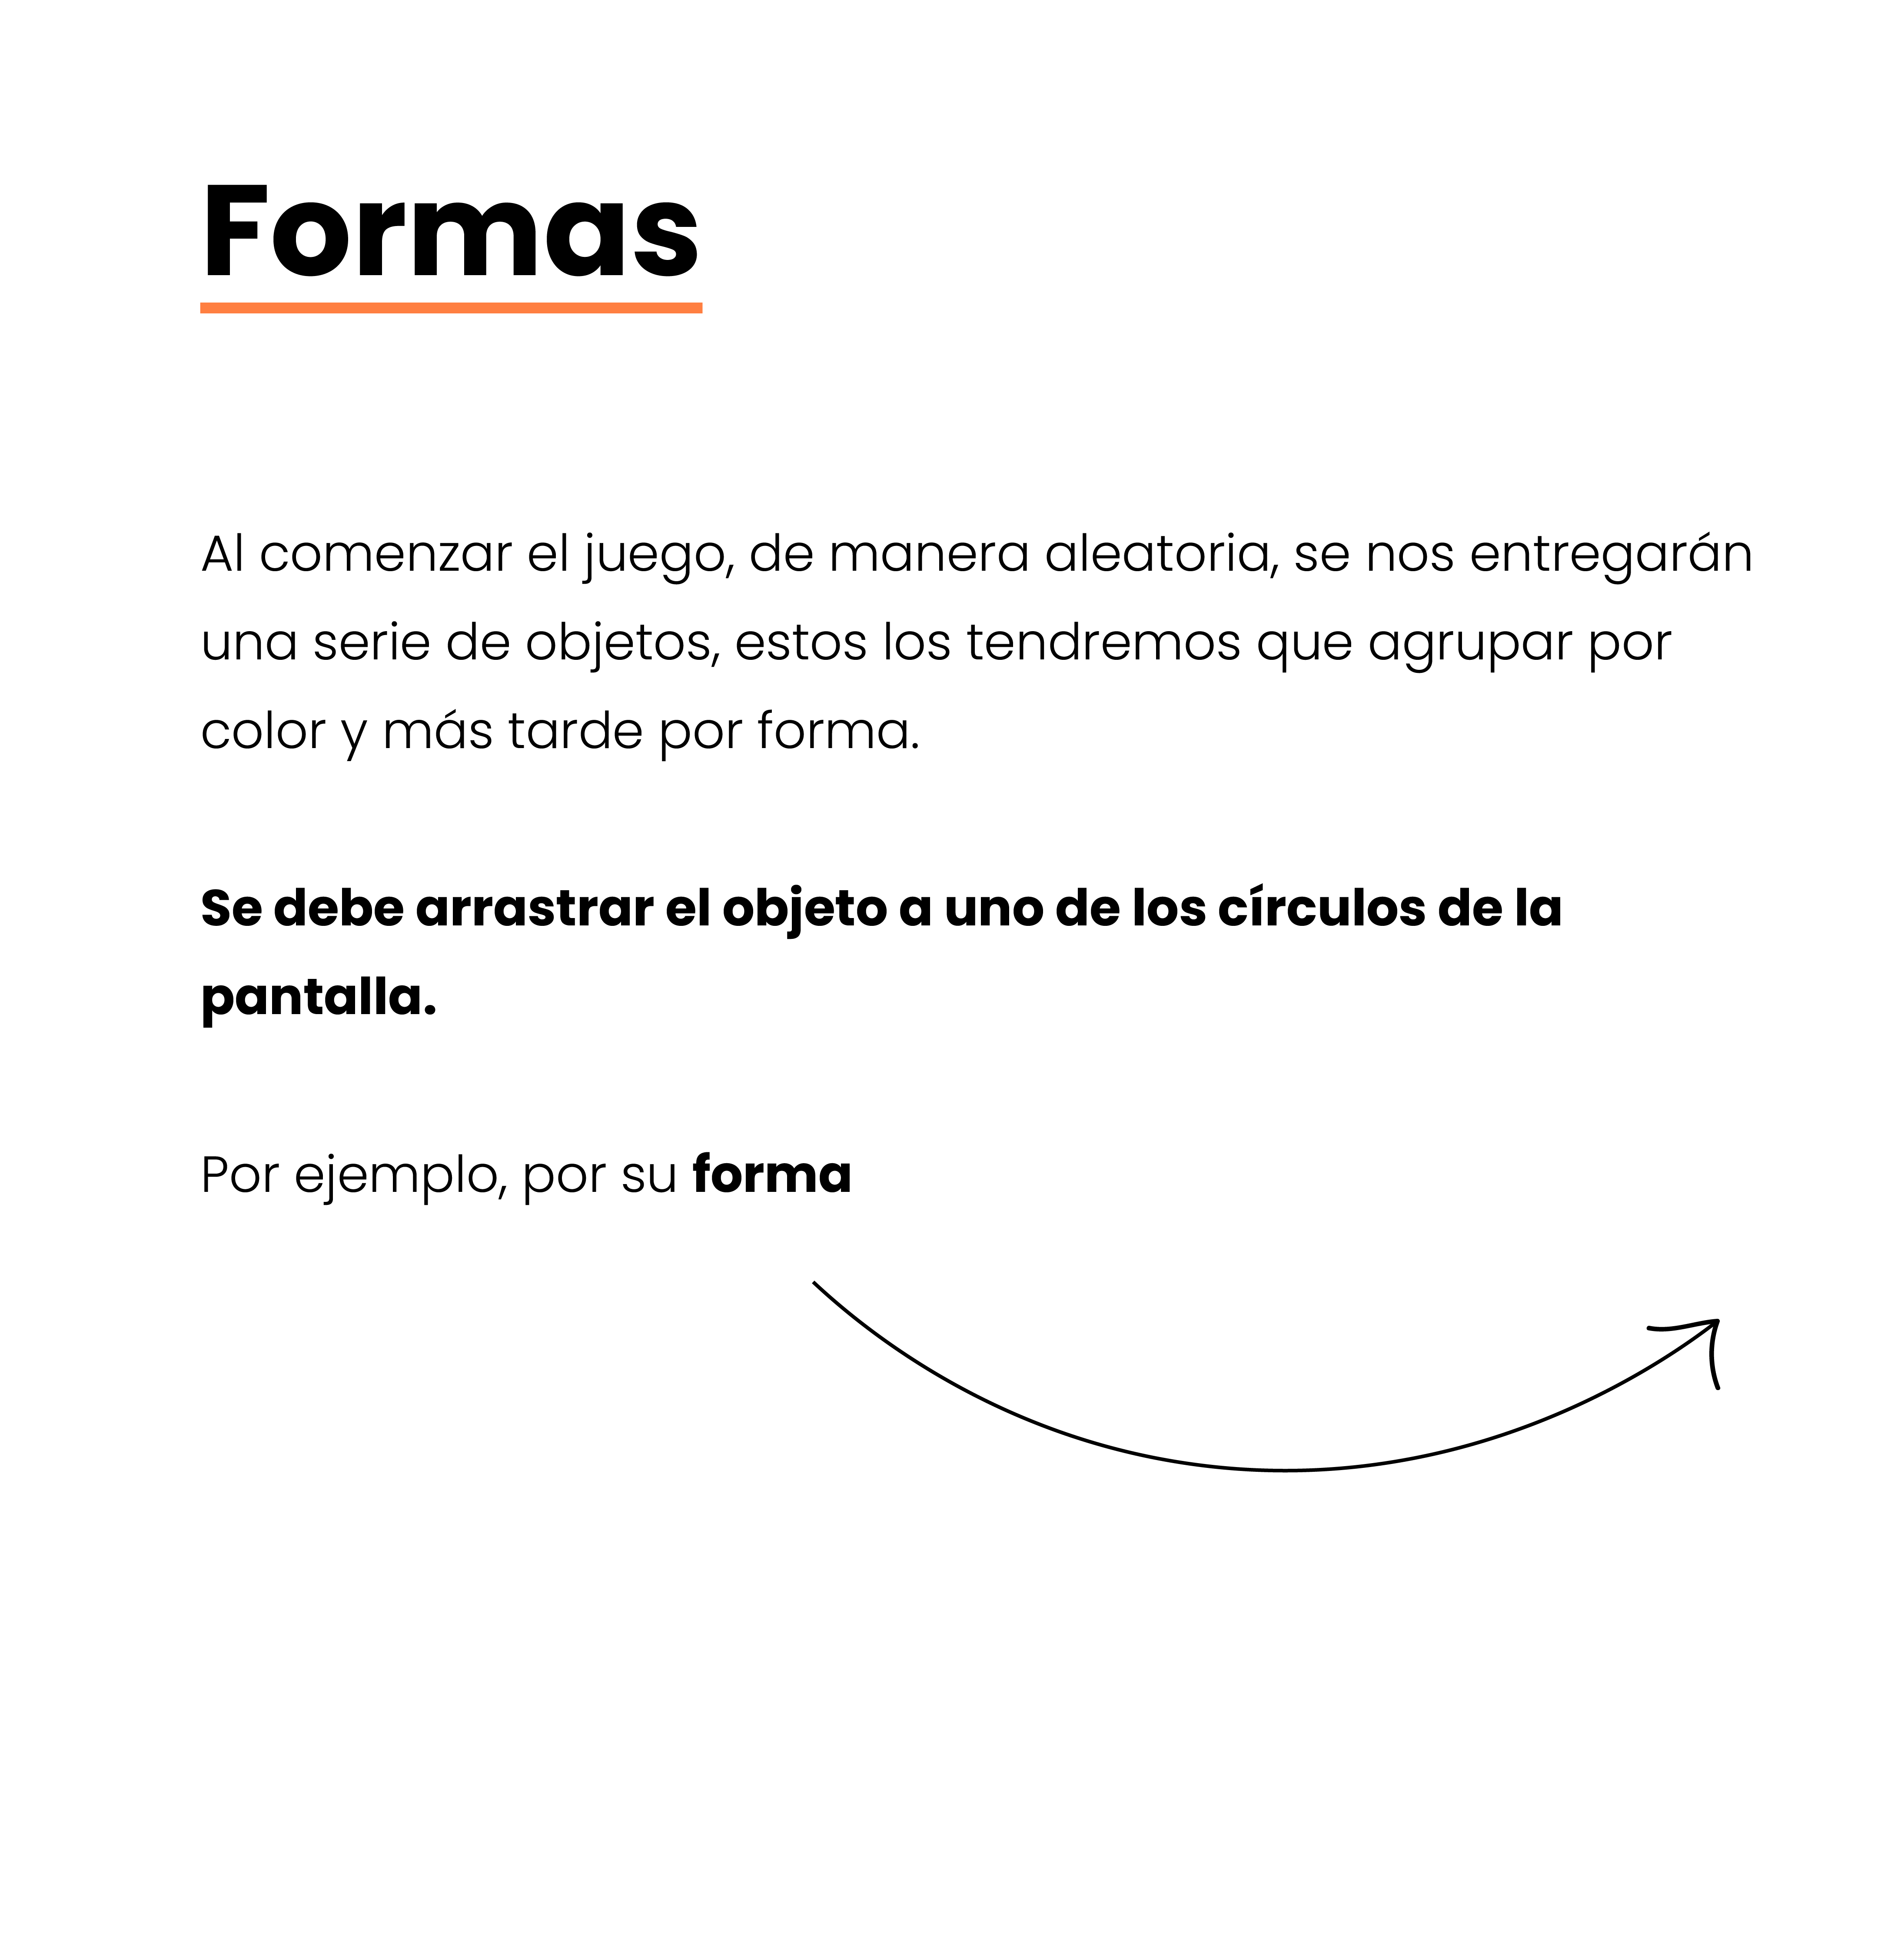 Formas
Al comenzar el juego, de manera aleatoria, se nos entregarán
una serie de objetos, estos los tendremos que agrupar por
color y más tarde por forma.
Se debe arrastrar el objeto a uno de los círculos de la
pantalla.
Por ejemplo, por su forma